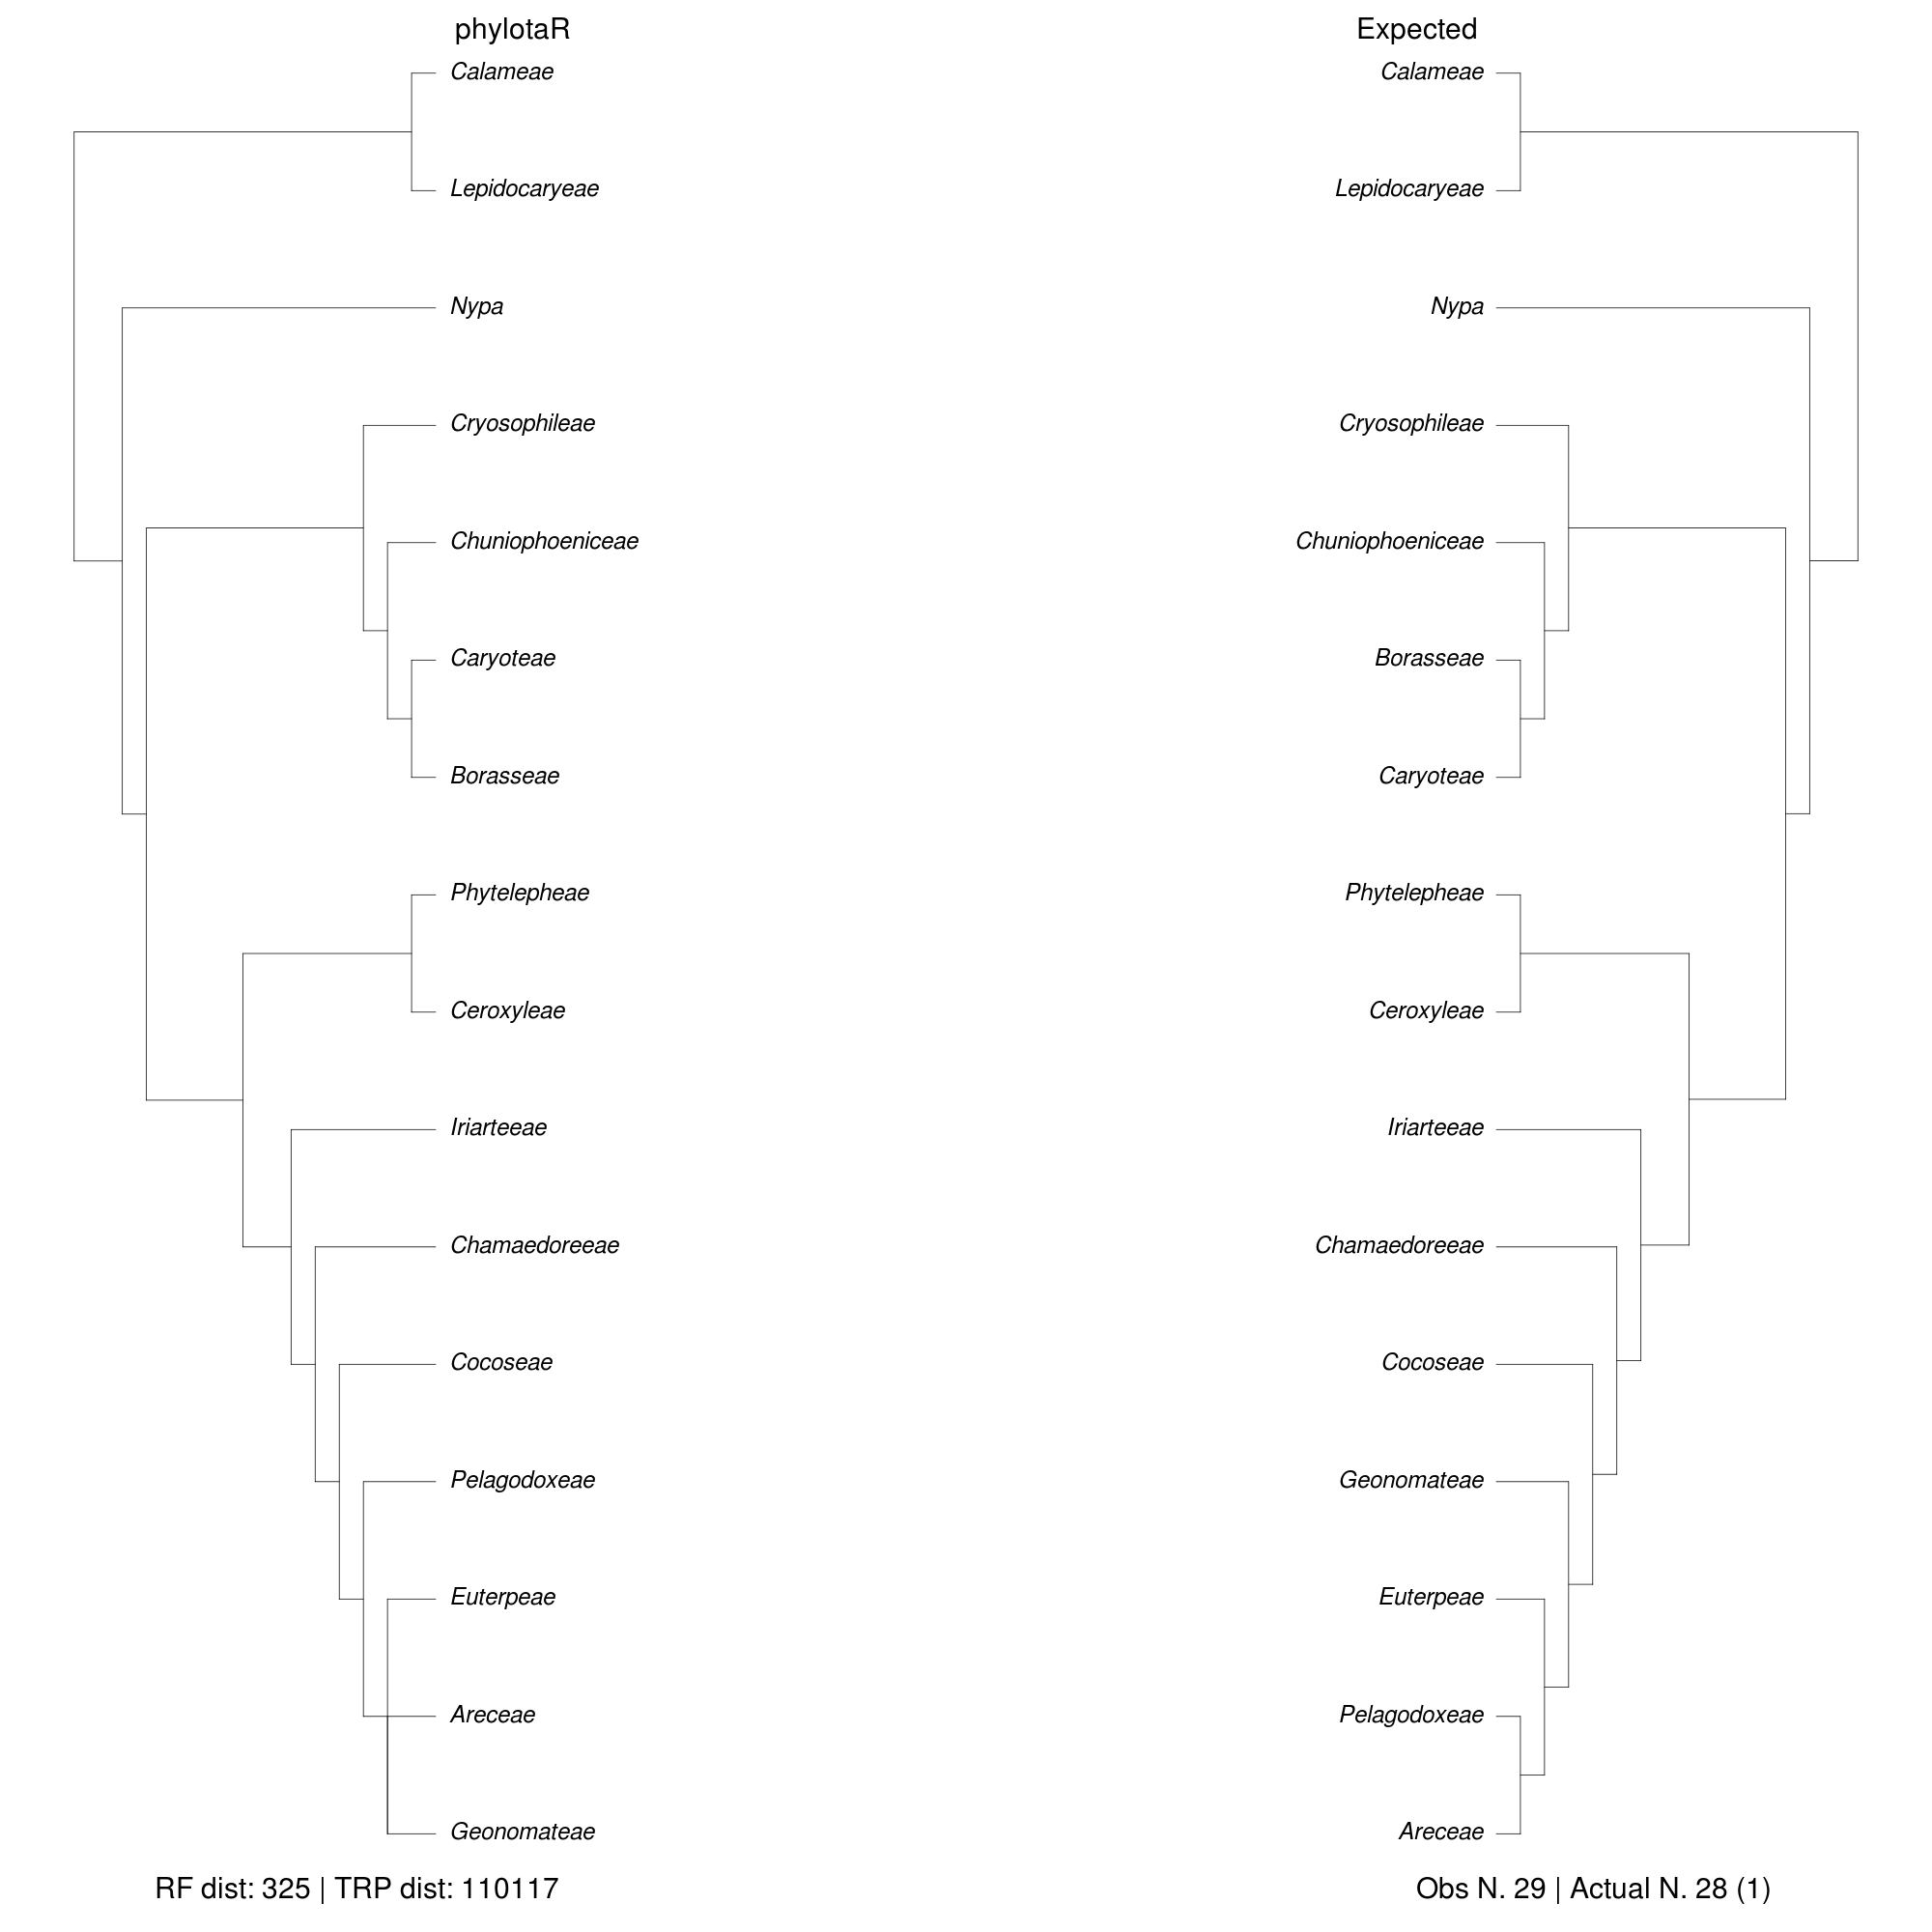 phylotaR
Expected
Calameae
Calameae
Lepidocaryeae
Lepidocaryeae
Nypa
Nypa
Cryosophileae
Cryosophileae
Chuniophoeniceae
Chuniophoeniceae
Caryoteae
Borasseae
Borasseae
Caryoteae
Phytelepheae
Phytelepheae
Ceroxyleae
Ceroxyleae
Iriarteeae
Iriarteeae
Chamaedoreeae
Chamaedoreeae
Cocoseae
Cocoseae
Pelagodoxeae
Geonomateae
Euterpeae
Euterpeae
Areceae
Pelagodoxeae
Geonomateae
Areceae
RF dist: 325 | TRP dist: 110117
Obs N. 29 | Actual N. 28 (1)